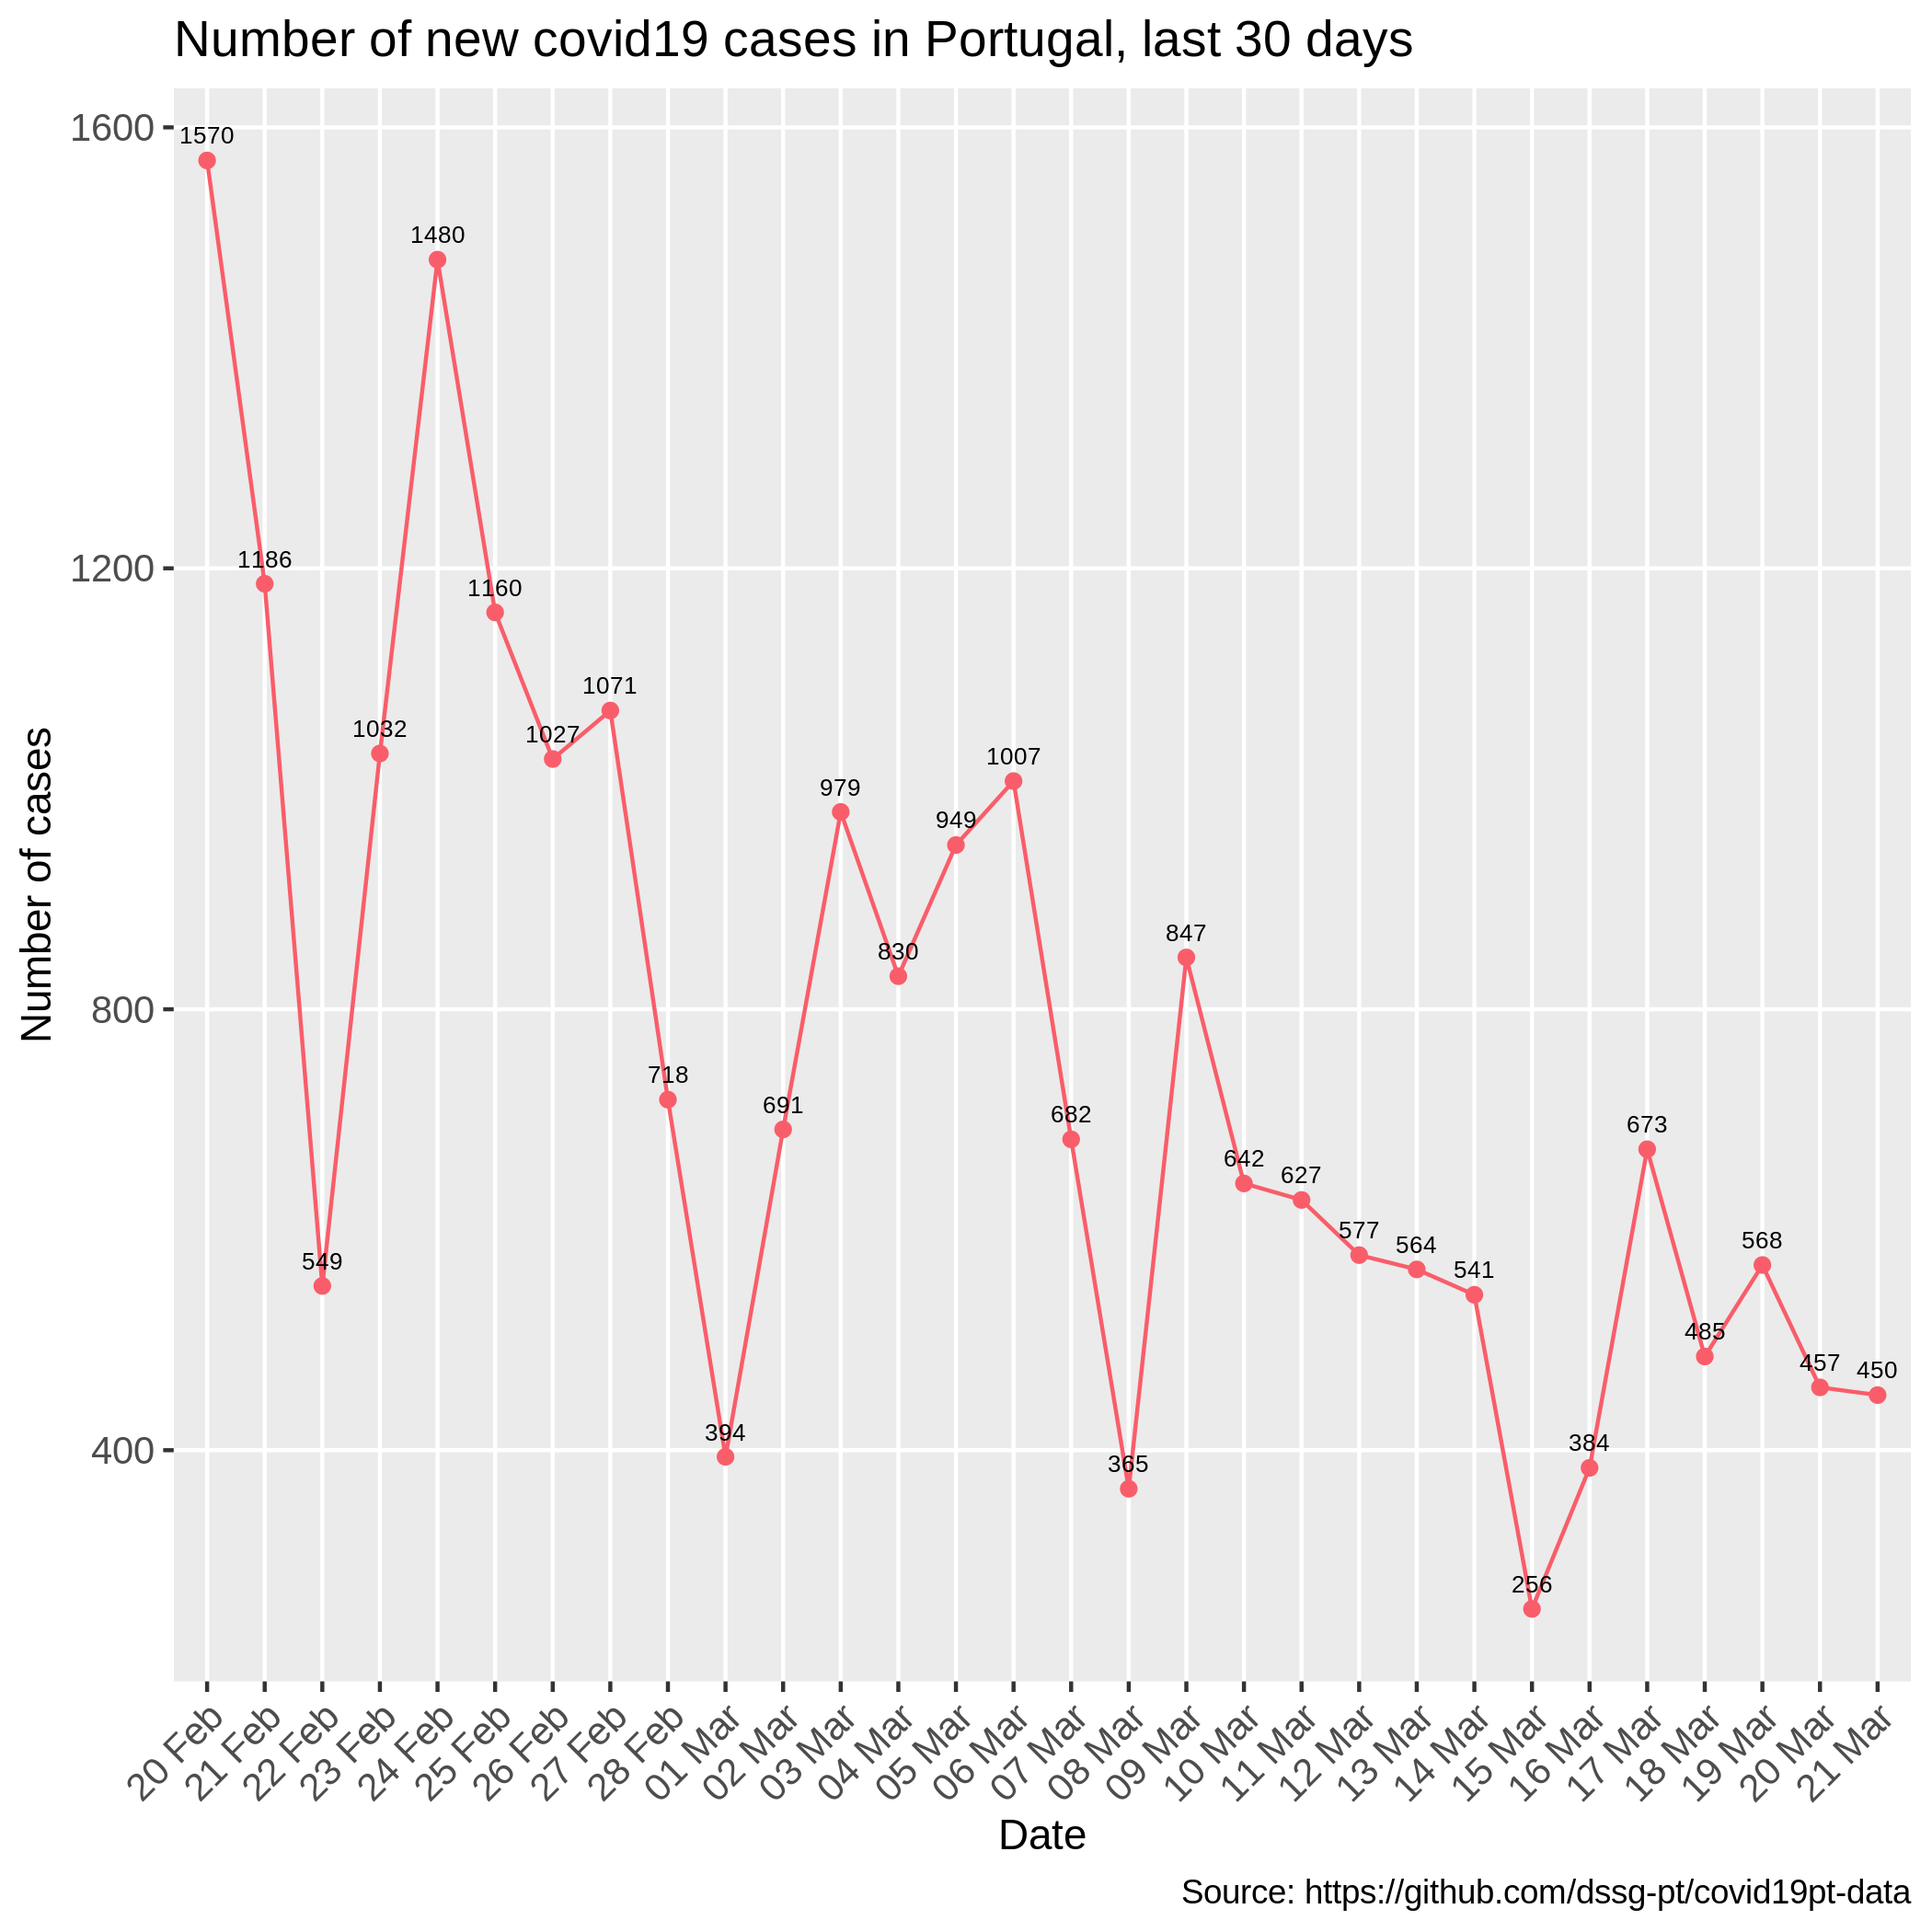 Number of new covid19 cases in Portugal, last 30 days
Number of cases
1600
1200
800
400
1570
1186
549
1032
1480
1160
1027
1071
718
394
691
979
830
949
1007
682
365
847
642
627
577
564
541
256
384
673
485
568
457
450
20 Feb
21 Feb
22 Feb
23 Feb
24 Feb
25 Feb
26 Feb
27 Feb
28 Feb
01 Mar
02 Mar
03 Mar
04 Mar
05 Mar
06 Mar
07 Mar
08 Mar
09 Mar
10 Mar
11 Mar
12 Mar
13 Mar
14 Mar
15 Mar
16 Mar
17 Mar
18 Mar
19 Mar
20 Mar
21 Mar
Date
Source: https://github.com/dssg-pt/covid19pt-data